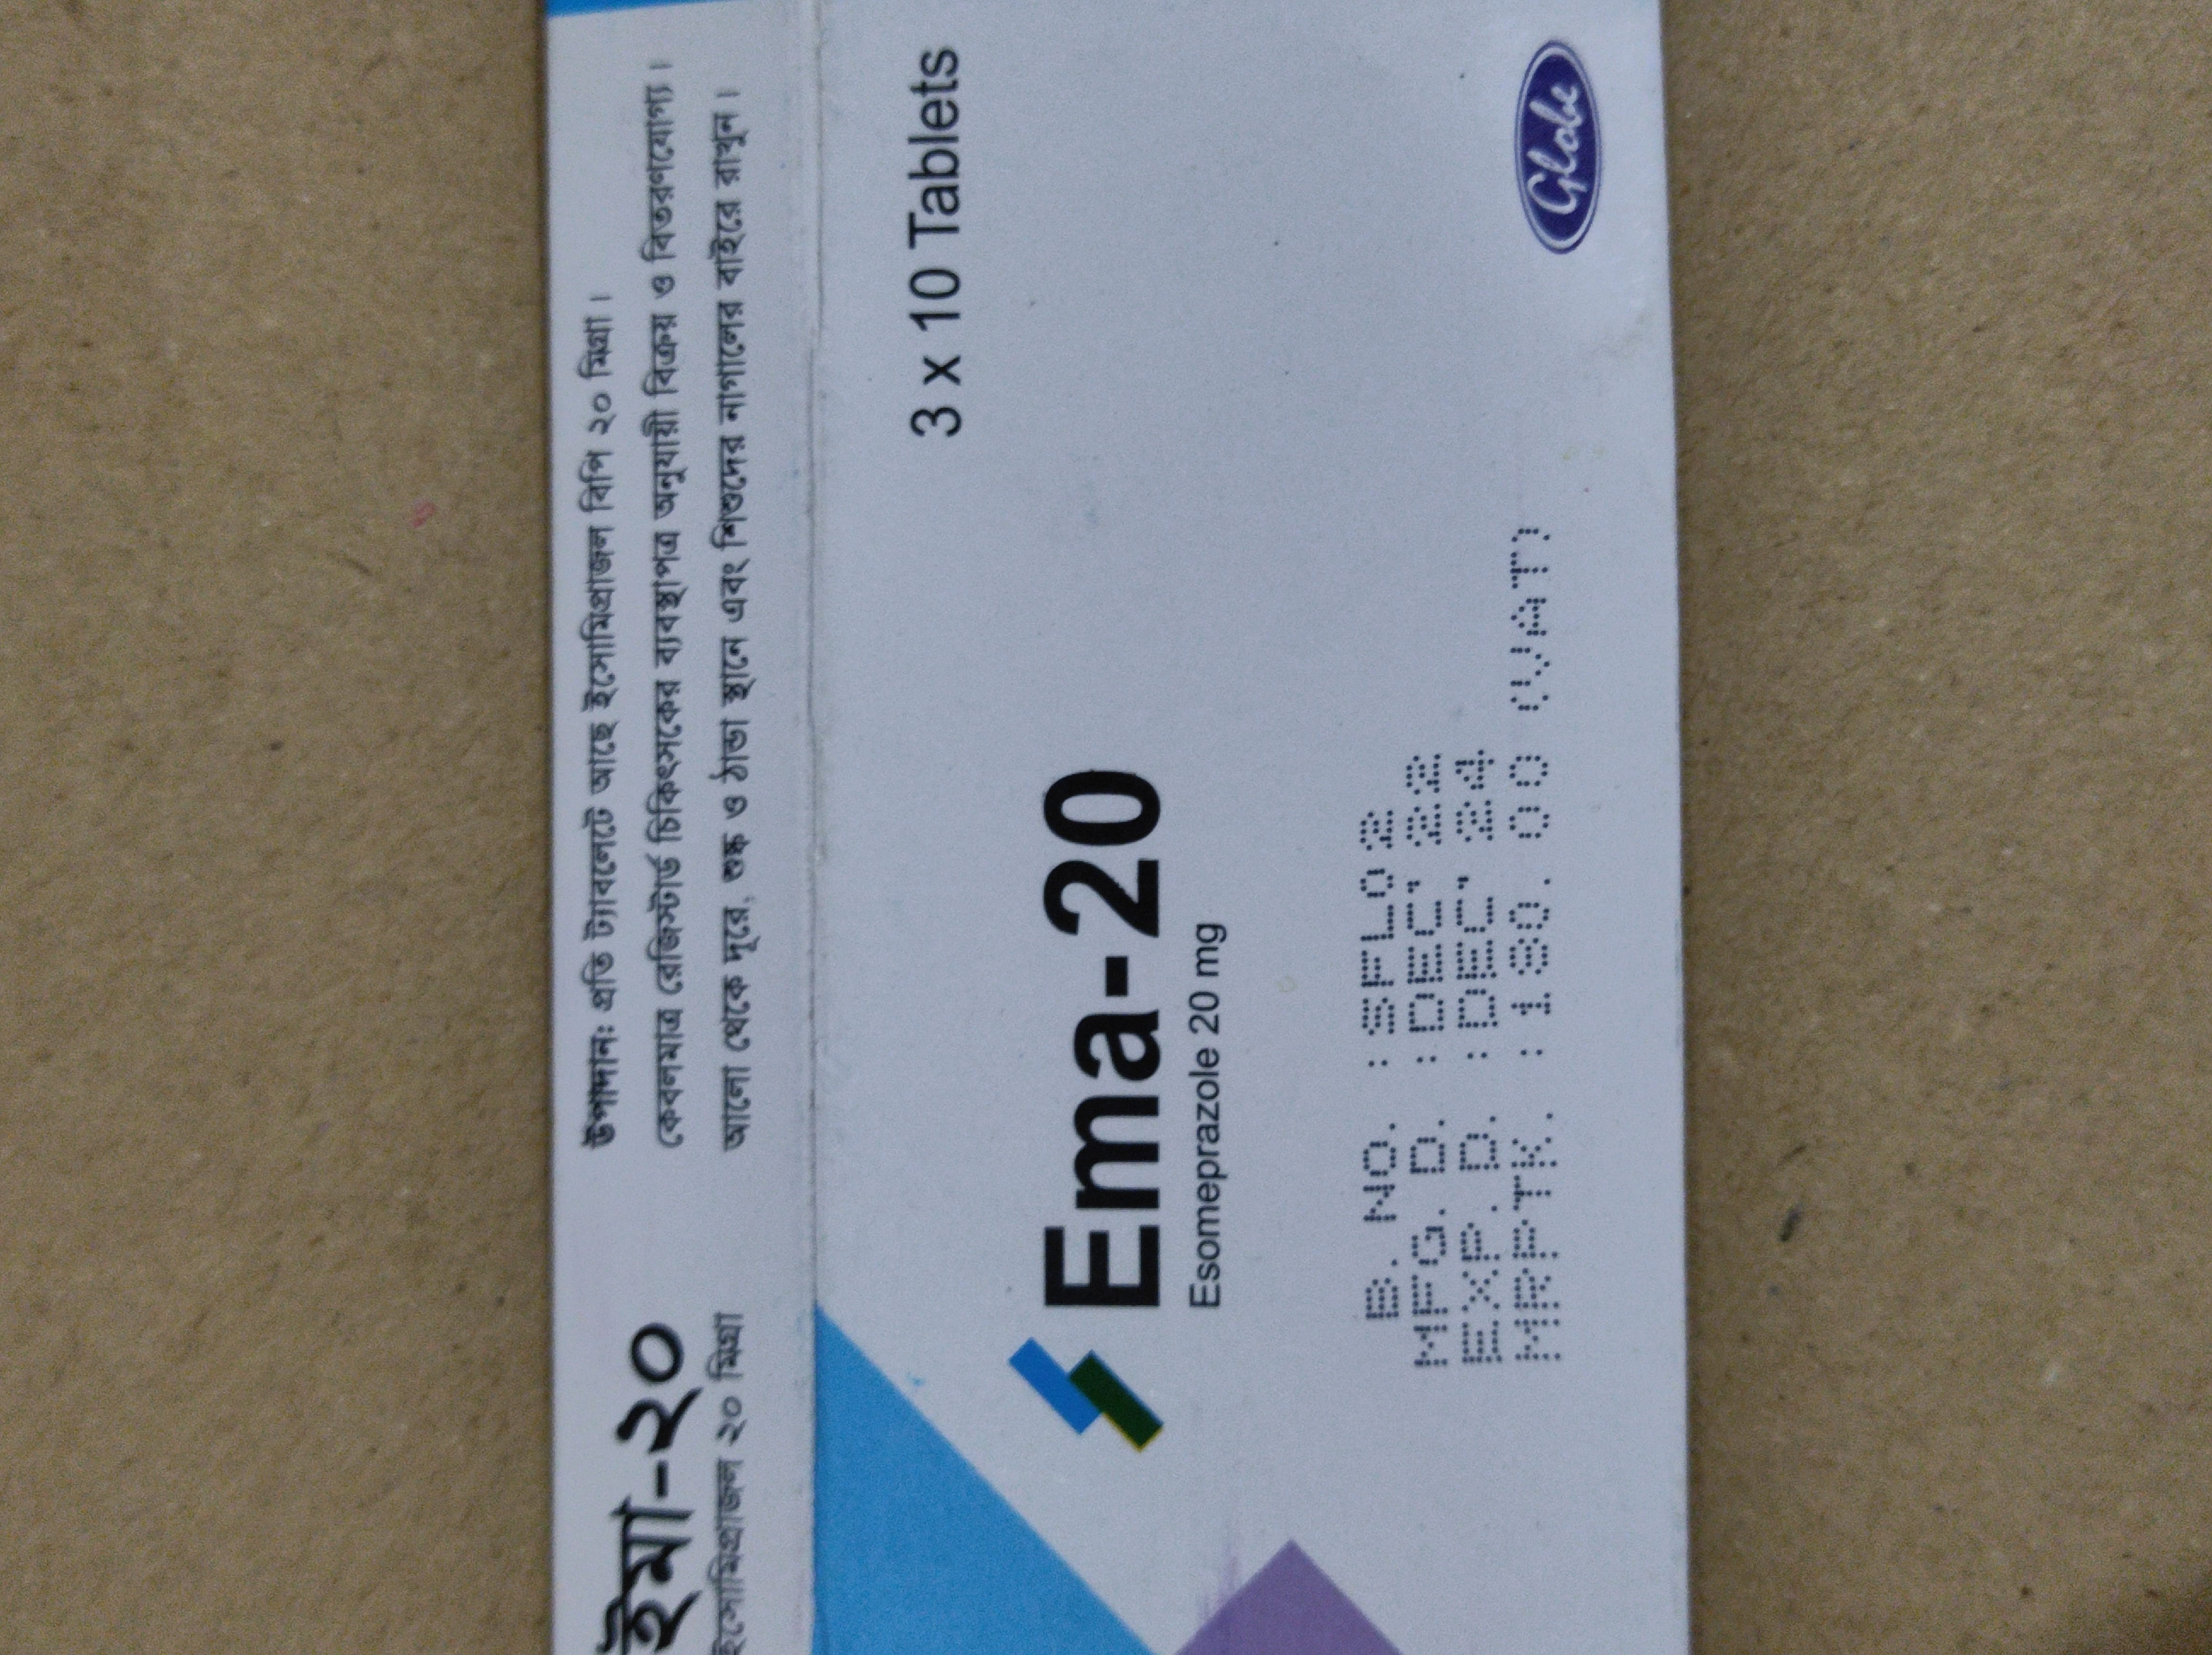 ইমা-২০
ইসোমিপ্রাজল ২০ মিগ্রা
উপাদান: প্রতি ট্যাবলেটে আছে ইসোমিপ্রাজল বিপি ২০ মিগ্রা।
কেবলমাত্র রেজিস্টার্ড চিকিৎসকের ব্যবস্থাপত্র অনুযায়ী বিক্রয় ও বিতরণযোগ্য।
আলো থেকে দূরে, শুষ্ক ও ঠান্ডা স্থানে এবং শিশুদের নাগালের বাইরে রাখুন।
3 x 10 Tablets
Ema-20
Esomeprazole 20 mg
B. NO. :SFL02
MFG. D. :DEC' 22
EXP. D. :DEC' 24
MRPTK. :180. 00 (VAT)
Globe